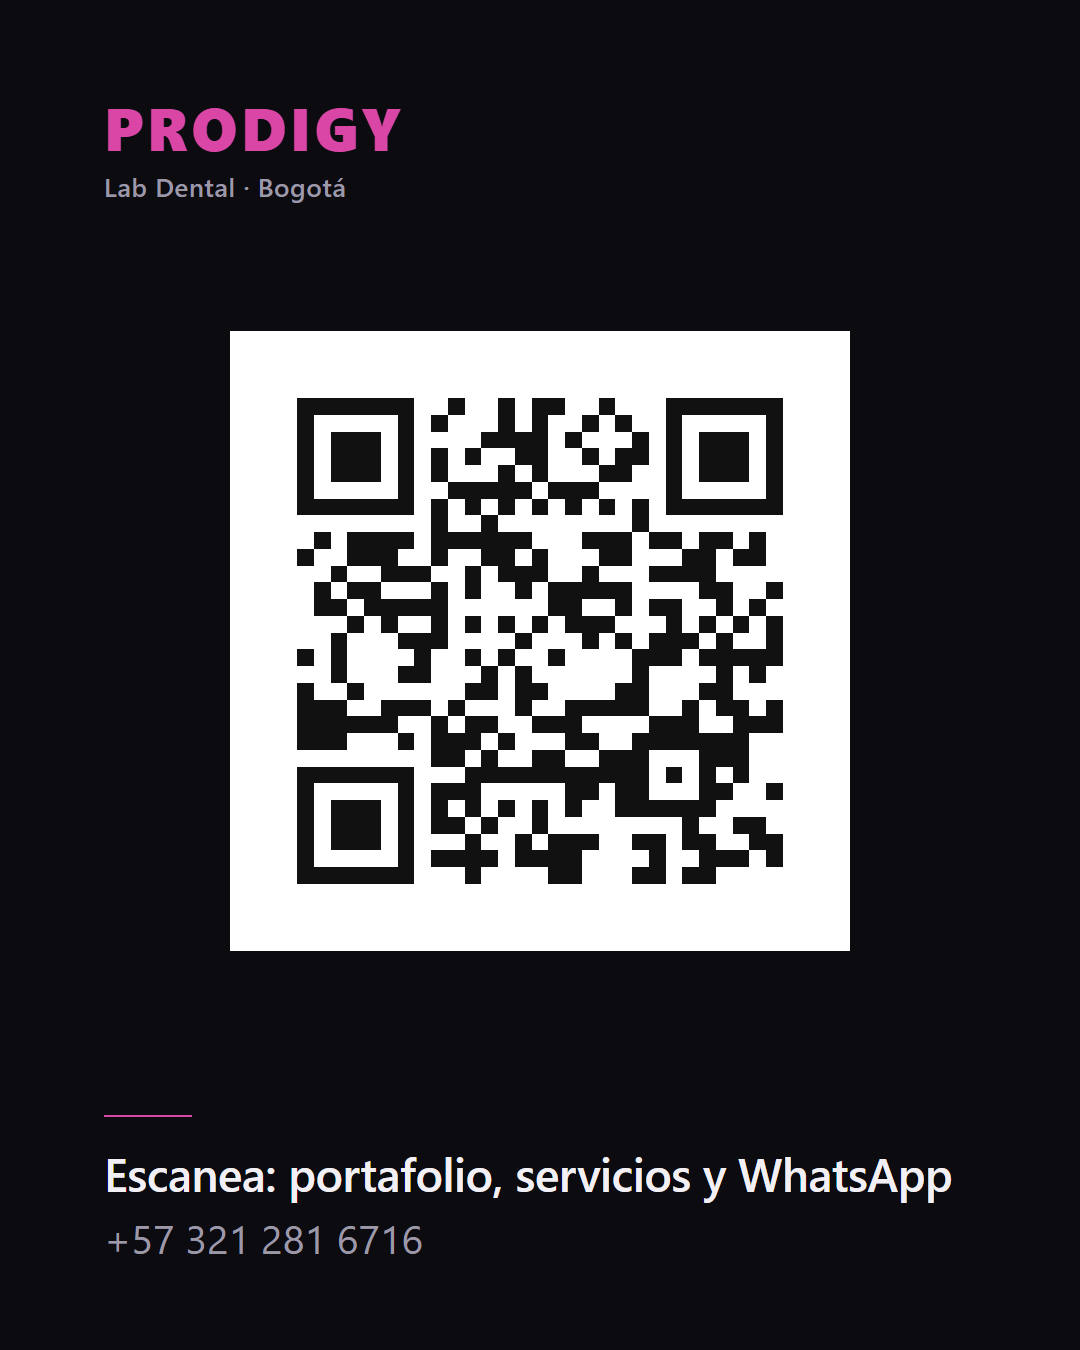 PRODIGY
Lab Dental · Bogotá
Escanea: portafolio, servicios y WhatsApp
+57 321 281 6716